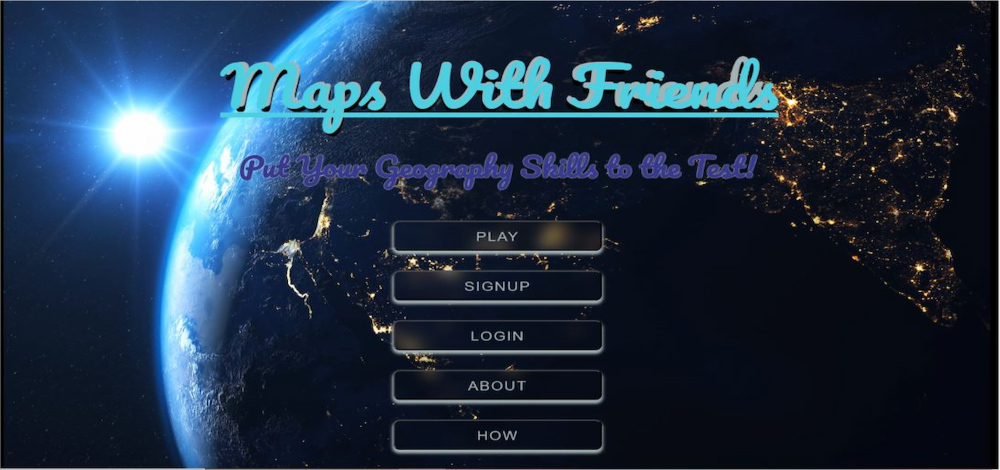 Maps With Friends
Put Your Geography Skills to the Test!
PLAY
SIGNUP
LOGIN
ABOUT
HOW